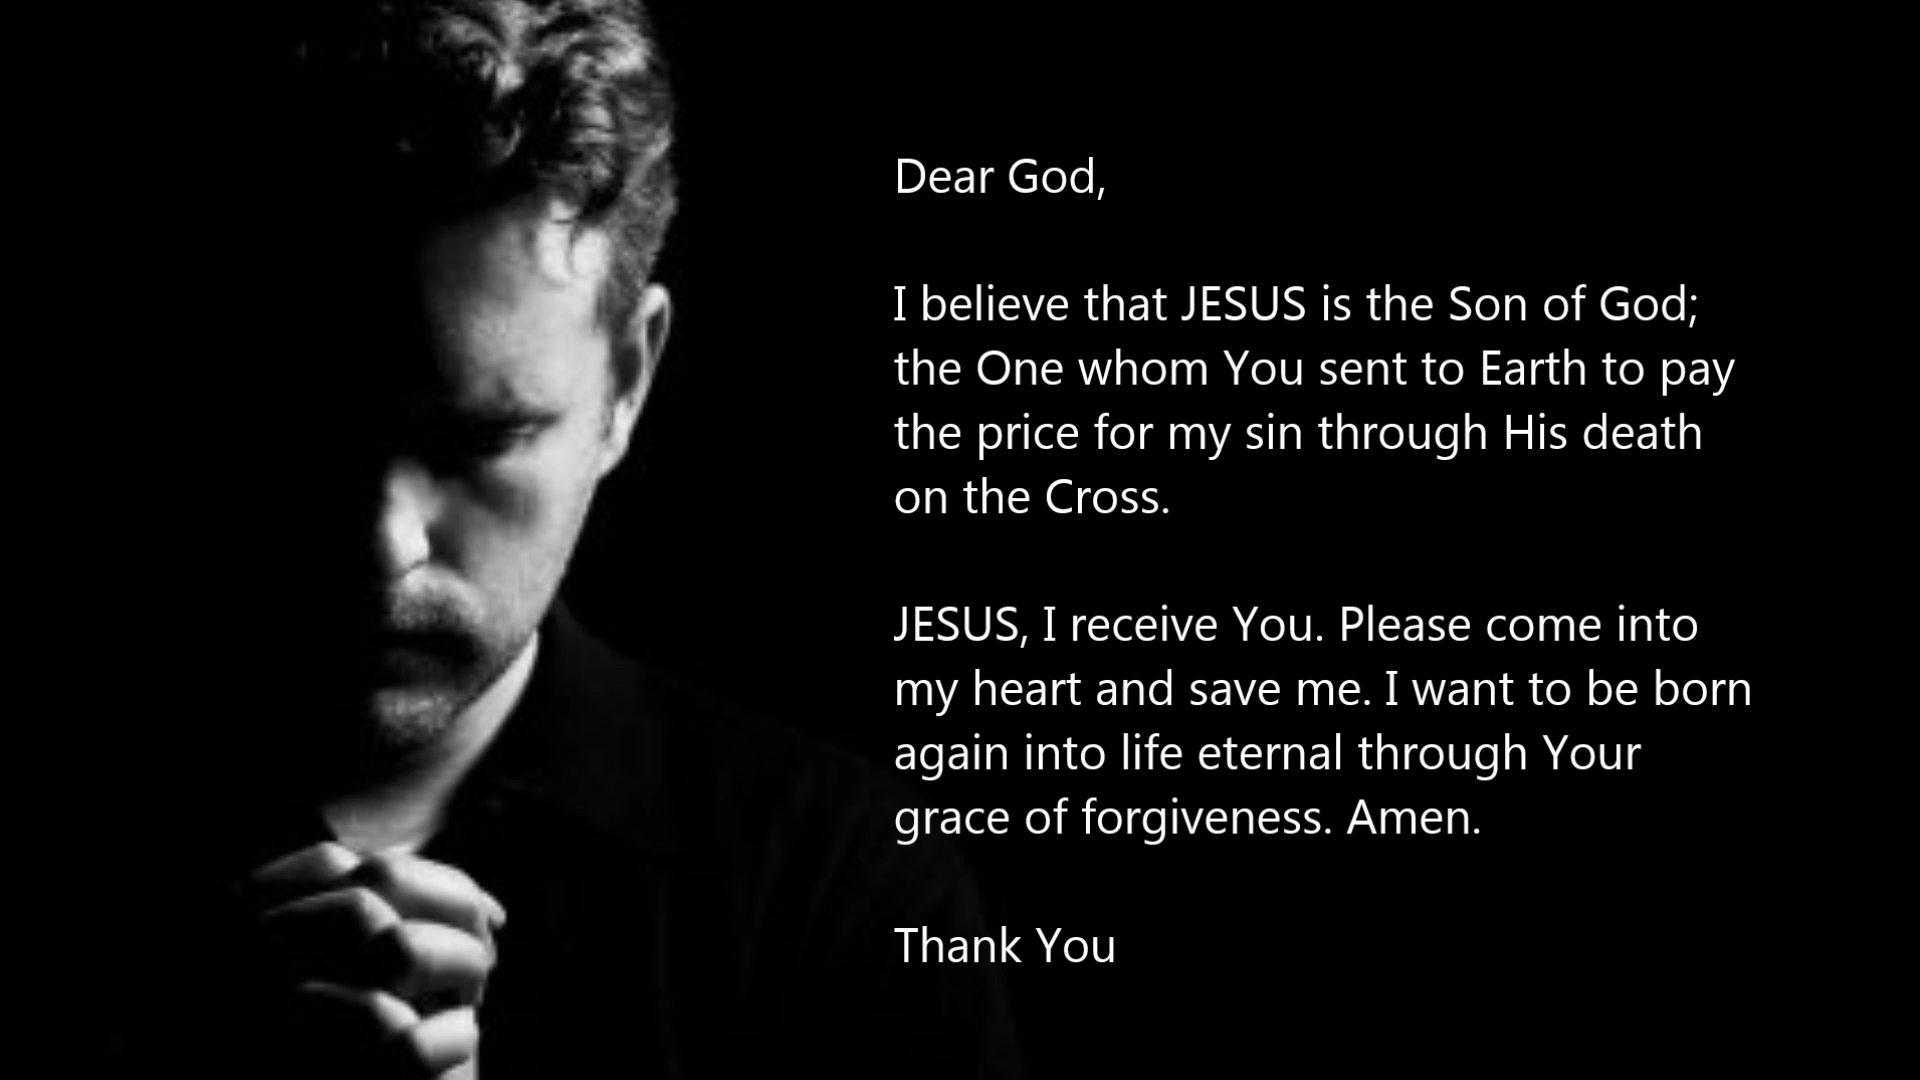 Dear God,
I believe that JESUS is the Son of God;
the One whom You sent to Earth to pay
the price for my sin through His death
on the Cross.
JESUS, I receive You. Please come into
my heart and save me. I want to be born
again into life eternal through Your
grace of forgiveness. Amen.
Thank You